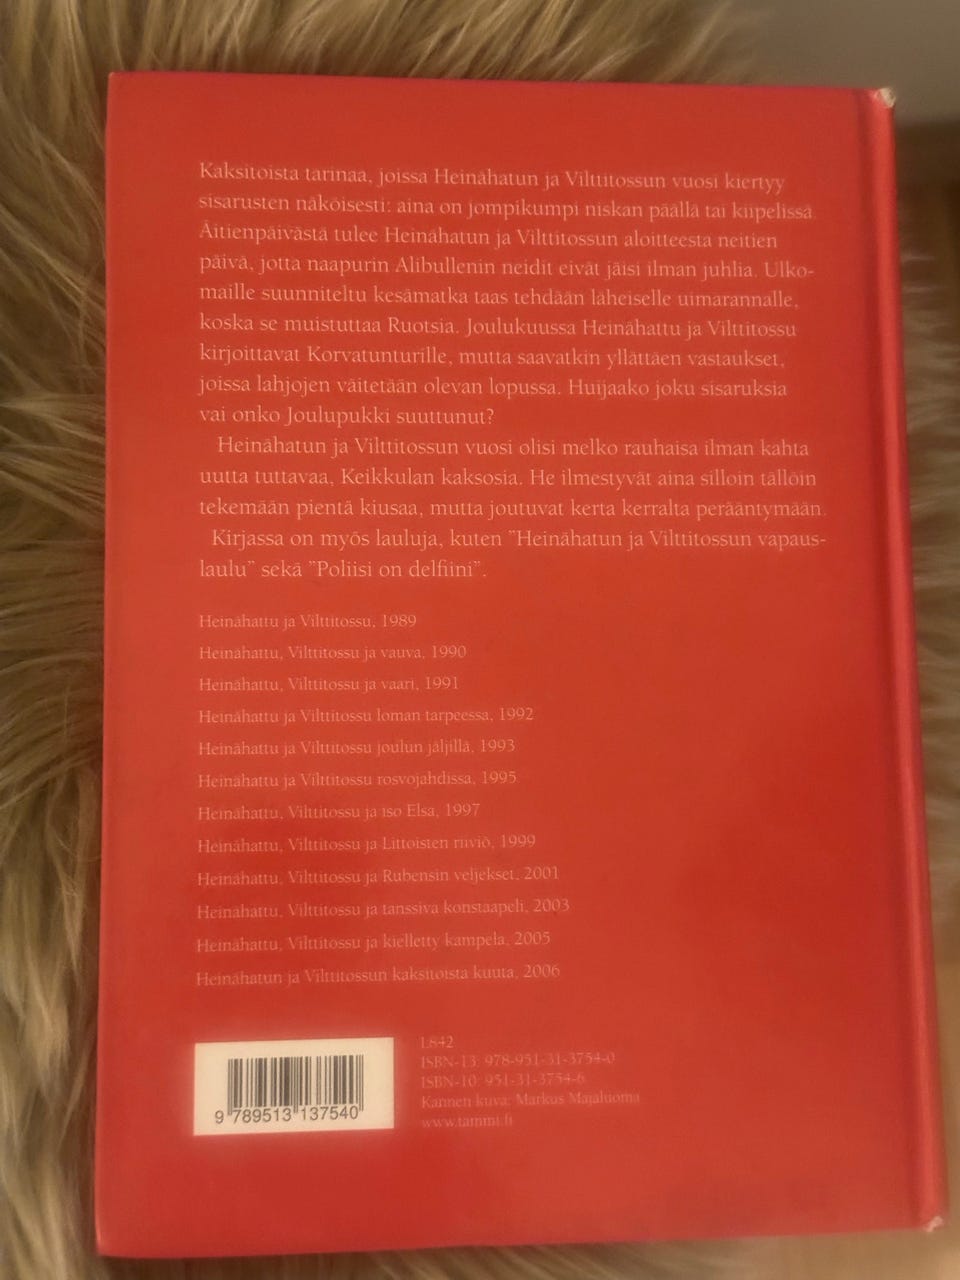 Kaksitoista tarinaa, joissa Heinähatun ja Vilttitossun vuosi kiertyy
sisarusten näköisesti: aina on jompikumpi niskan päällä tai kiipelissä.
Äitienpäivästä tulee Heinähatun ja Vilttitossun aloitteesta neitien
päivä, jotta naapurin Alibullenin neidit eivät jäisi ilman juhlia. Ulko-
maille suunniteltu kesämatka taas tehdään läheiselle uimarannalle,
koska se muistuttaa Ruotsia. Joulukuussa Heinähattu ja Vilttitossu
kirjoittavat Korvatunturille, mutta saavatkin yllättäen vastaukset,
joissa lahjojen väitetään olevan lopussa. Huijaako joku sisaruksia
vai onko Joulupukki suuttunut?
Heinähatun ja Vilttitossun vuosi olisi melko rauhaisa ilman kahta
uutta tuttavaa, Keikkulan kaksosia. He ilmestyvät aina silloin tällöin
tekemään pientä kiusaa, mutta joutuvat kerta kerralta perääntymään.
Kirjassa on myös lauluja, kuten "Heinähatun ja Vilttitossun vapaus-
laulu" sekä "Poliisi on delfiini".
Heinähattu ja Vilttitossu, 1989
Heinähattu, Vilttitossu ja vauva, 1990
Heinähattu, Vilttitossu ja vaari, 1991
Heinähattu ja Vilttitossu loman tarpeessa, 1992
Heinähattu ja Vilttitossu joulun jäljillä, 1993
Heinähattu ja Vilttitossu rosvojahdissa, 1995
Heinähattu, Vilttitossu ja iso Elsa, 1997
Heinähattu, Vilttitossu ja Littoisten riiviö, 1999
Heinähattu, Vilttitossu ja Rubensin veljekset, 2001
Heinähattu, Vilttitossu ja tanssiva konstaapeli, 2003
Heinähattu, Vilttitossu ja kielletty kampela, 2005
Heinähatun ja Vilttitossun kaksitoista kuuta, 2006
L842
ISBN-13: 978-951-31-3754-0
ISBN-10: 951-31-3754-6
Kannen kuva: Markus Majaluoma
www.tammi.fi
9 789513 137540